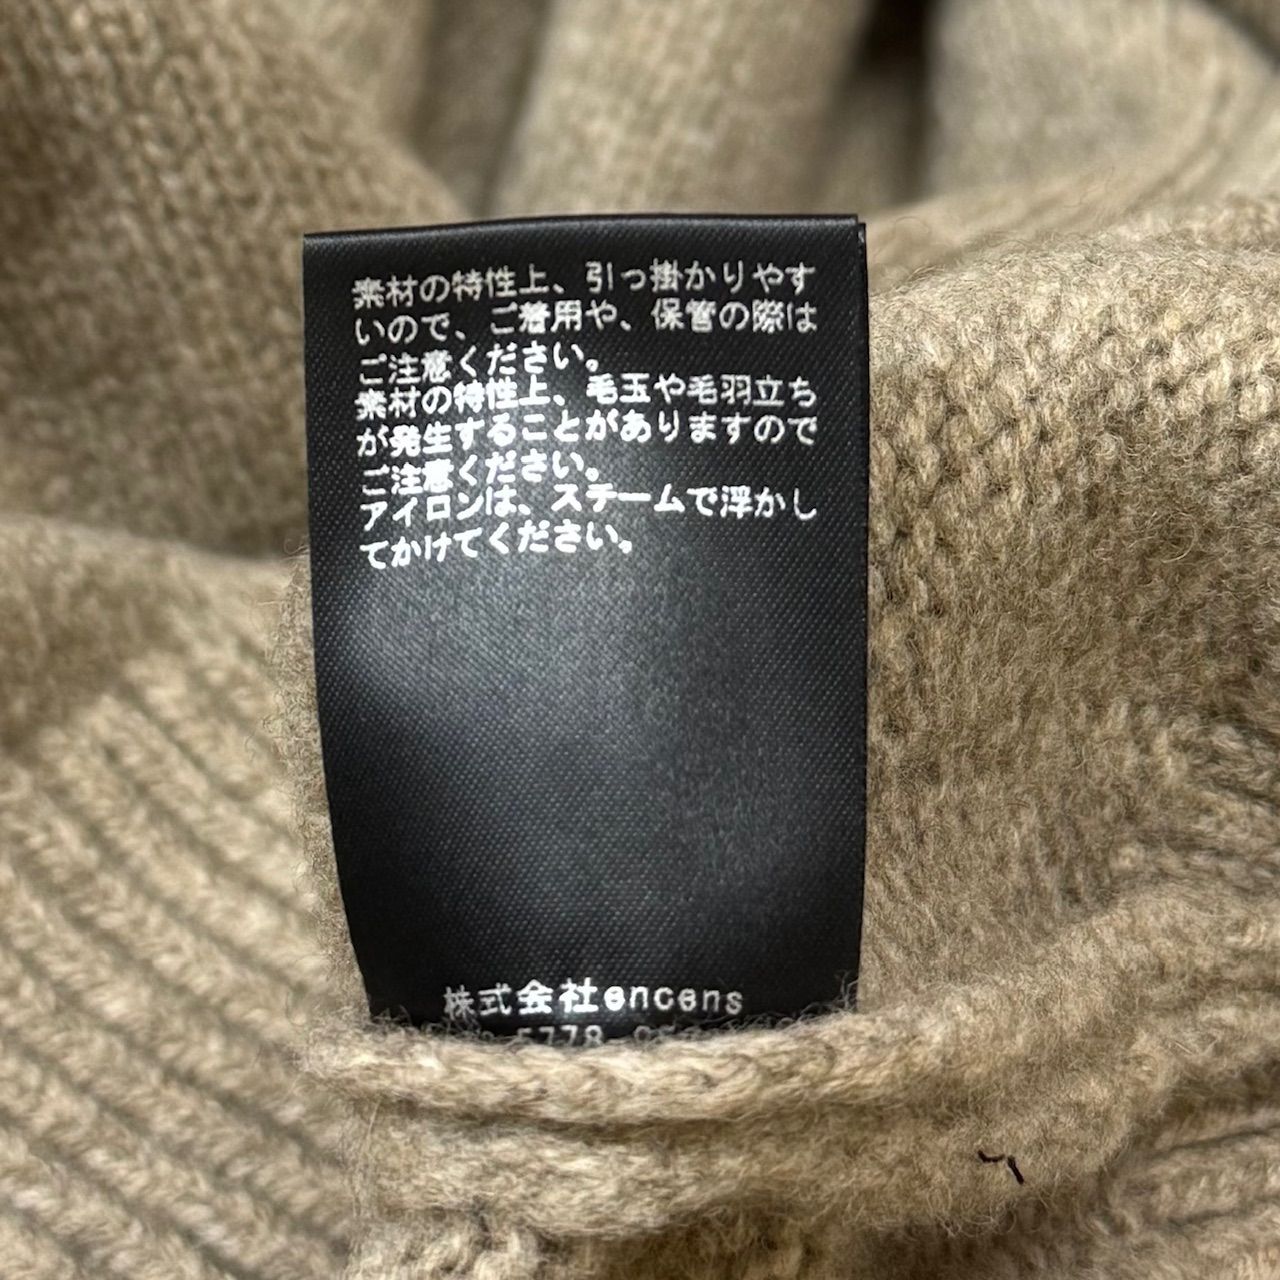 素材の特性上、引っ掛かりやす
いので、ご着用や、保管の際は
ご注意ください。
素材の特性上、毛玉や毛羽立ち
が発生することがありますので
ご注意ください。
アイロンは、スチームで浮かし
てかけてください。
株式会社encens
5778